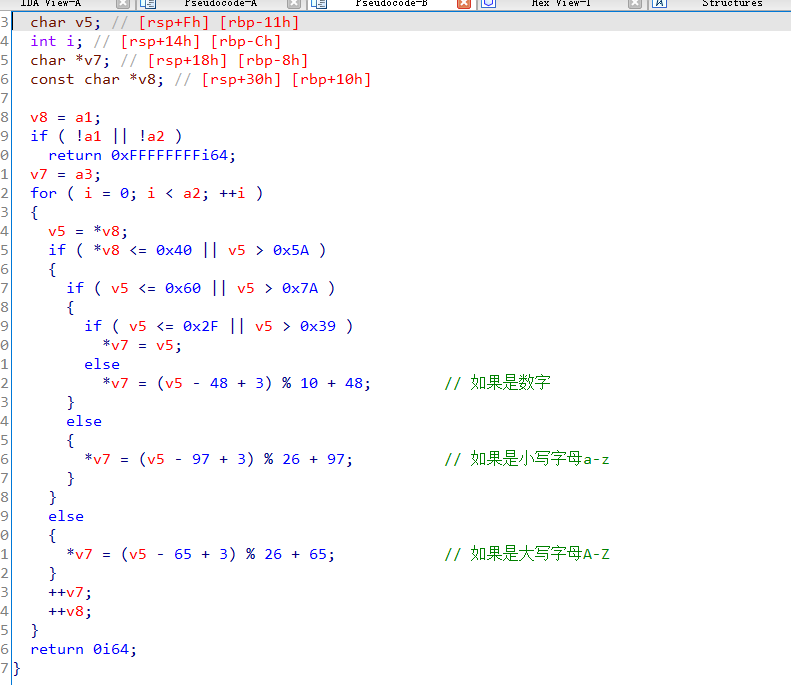 IDA View-A Pseudocode-A Pseudocode-B Hex View-1 Structures
3 char v5; // [rsp+Fh] [rbp-11h]
4 int i; // [rsp+14h] [rbp-Ch]
5 char *v7; // [rsp+18h] [rbp-8h]
6 const char *v8; // [rsp+30h] [rbp+10h]
7
8 v8 = a1;
9 if ( !a1 || !a2 )
0 return 0xFFFFFFFFi64;
1 v7 = a3;
2 for ( i = 0; i < a2; ++i )
3 {
4 v5 = *v8;
5 if ( *v8 <= 0x40 || v5 > 0x5A )
6 {
7 if ( v5 <= 0x60 || v5 > 0x7A )
8 {
9 if ( v5 <= 0x2F || v5 > 0x39 )
0 *v7 = v5;
1 else
2 *v7 = (v5 - 48 + 3) % 10 + 48; // 如果是数字
3 }
4 else
5 {
6 *v7 = (v5 - 97 + 3) % 26 + 97; // 如果是小写字母a-z
7 }
8 }
9 else
0 {
1 *v7 = (v5 - 65 + 3) % 26 + 65; // 如果是大写字母A-Z
2 }
3 ++v7;
4 ++v8;
5 }
6 return 0i64;
7 }